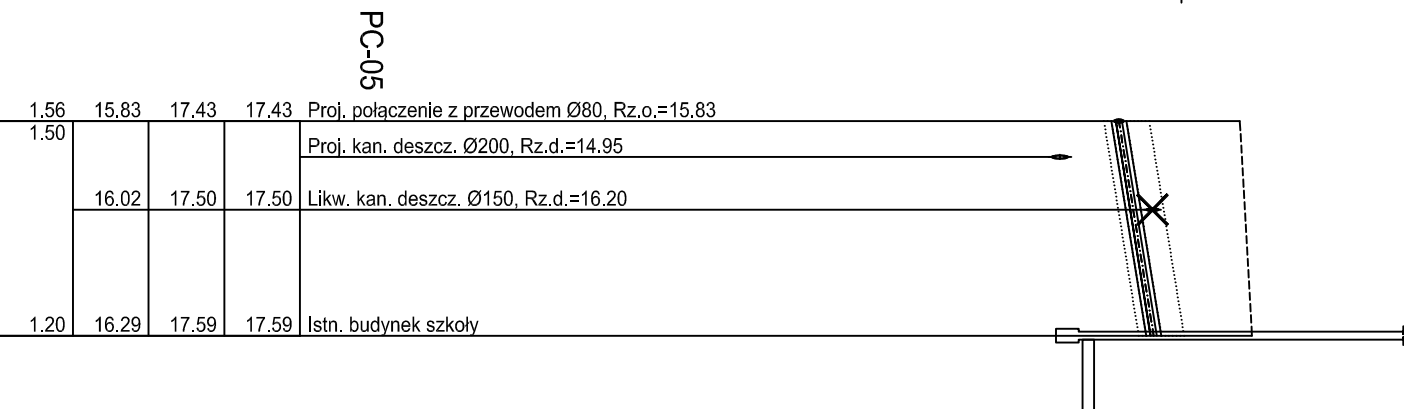 PC-05
1.56 15.83 17.43 17.43 Proj. połączenie z przewodem Ø80, Rz.o.=15.83
1.50
Proj. kan. deszcz. Ø200, Rz.d.=14.95
16.02 17.50 17.50 Likw. kan. deszcz. Ø150, Rz.d.=16.20
1.20 16.29 17.59 17.59 Istn. budynek szkoły